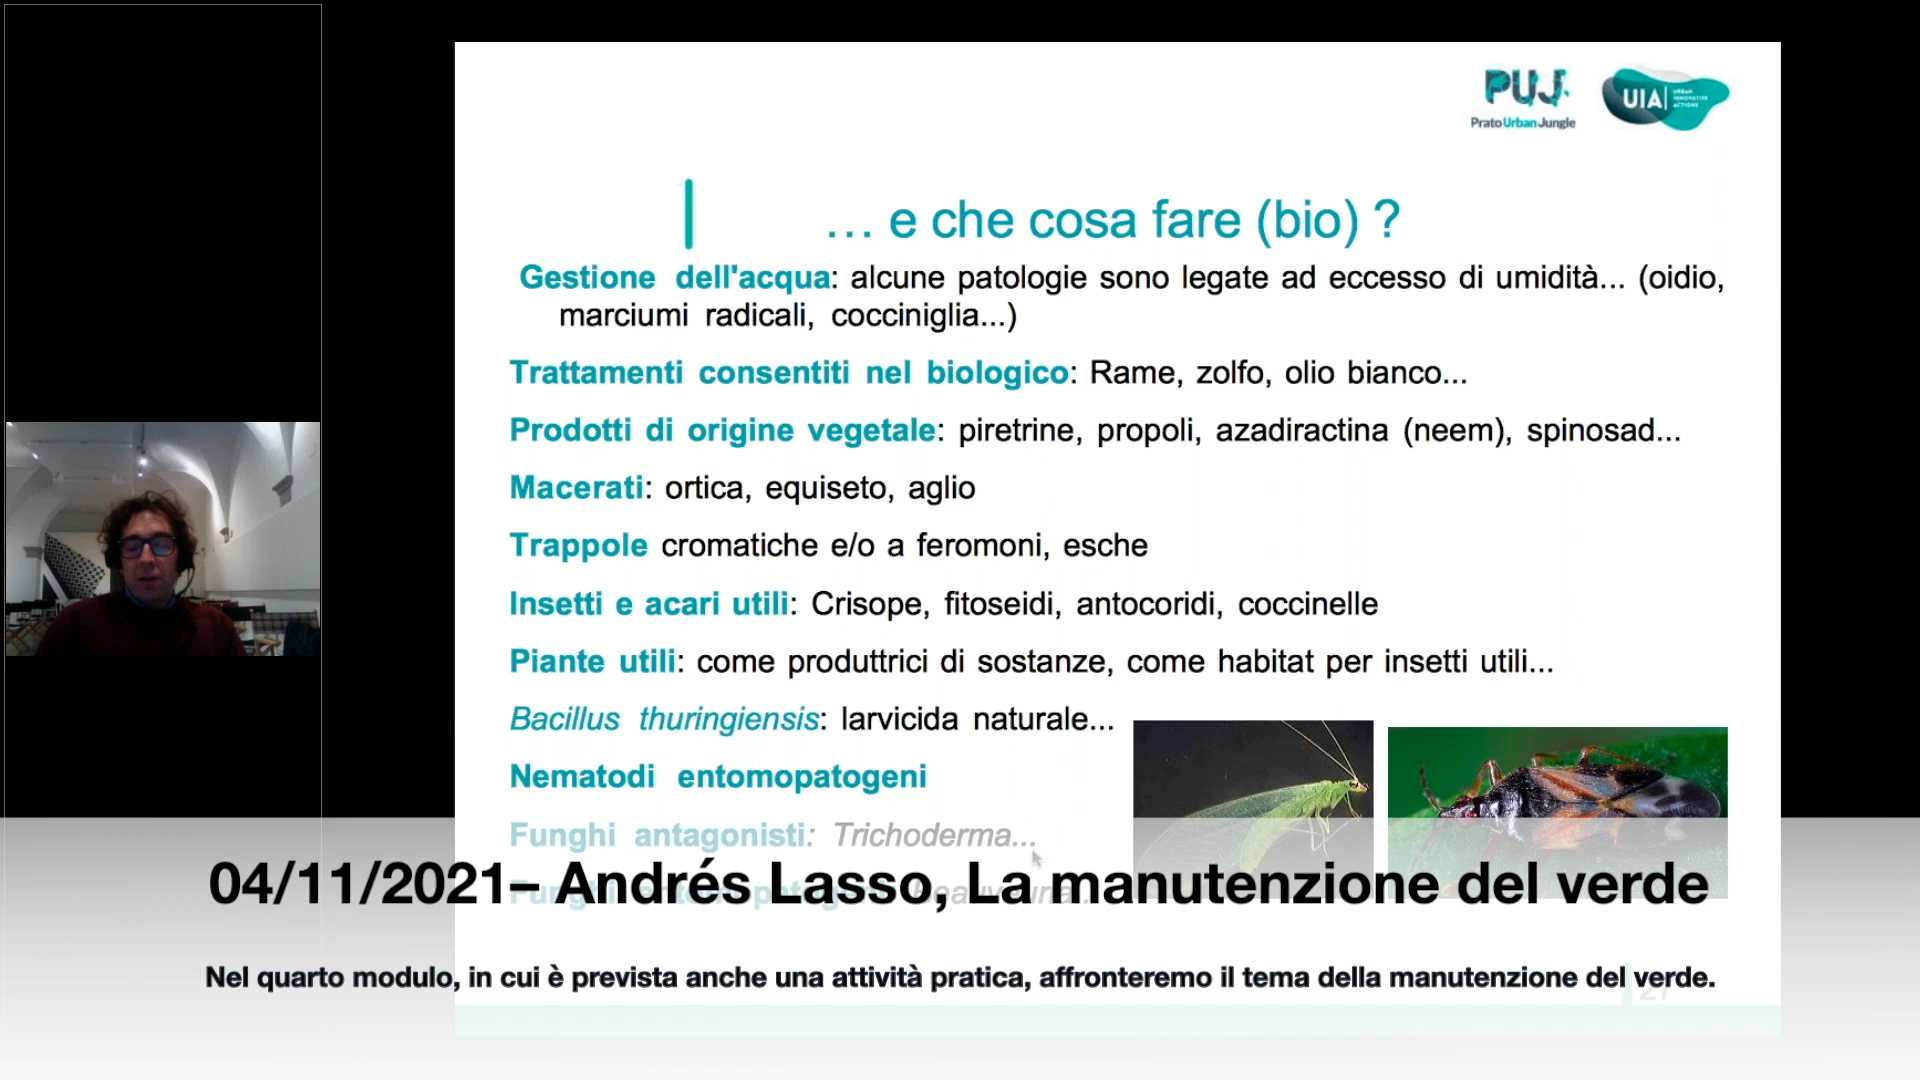 PUJ
Prato Urban Jungle
UIA
URBAN
INNOVATIVE
ACTIONS
… e che cosa fare (bio) ?
Gestione dell'acqua: alcune patologie sono legate ad eccesso di umidità... (oidio,
marciumi radicali, cocciniglia...)
Trattamenti consentiti nel biologico: Rame, zolfo, olio bianco...
Prodotti di origine vegetale: piretrine, propoli, azadiractina (neem), spinosad...
Macerati: ortica, equiseto, aglio
Trappole cromatiche e/o a feromoni, esche
Insetti e acari utili: Crisope, fitoseidi, antocoridi, coccinelle
Piante utili: come produttrici di sostanze, come habitat per insetti utili...
Bacillus thuringiensis: larvicida naturale...
Nematodi entomopatogeni
Funghi antagonisti: Trichoderma...
04/11/2021– Andrés Lasso, La manutenzione del verde
Nel quarto modulo, in cui è prevista anche una attività pratica, affronteremo il tema della manutenzione del verde.